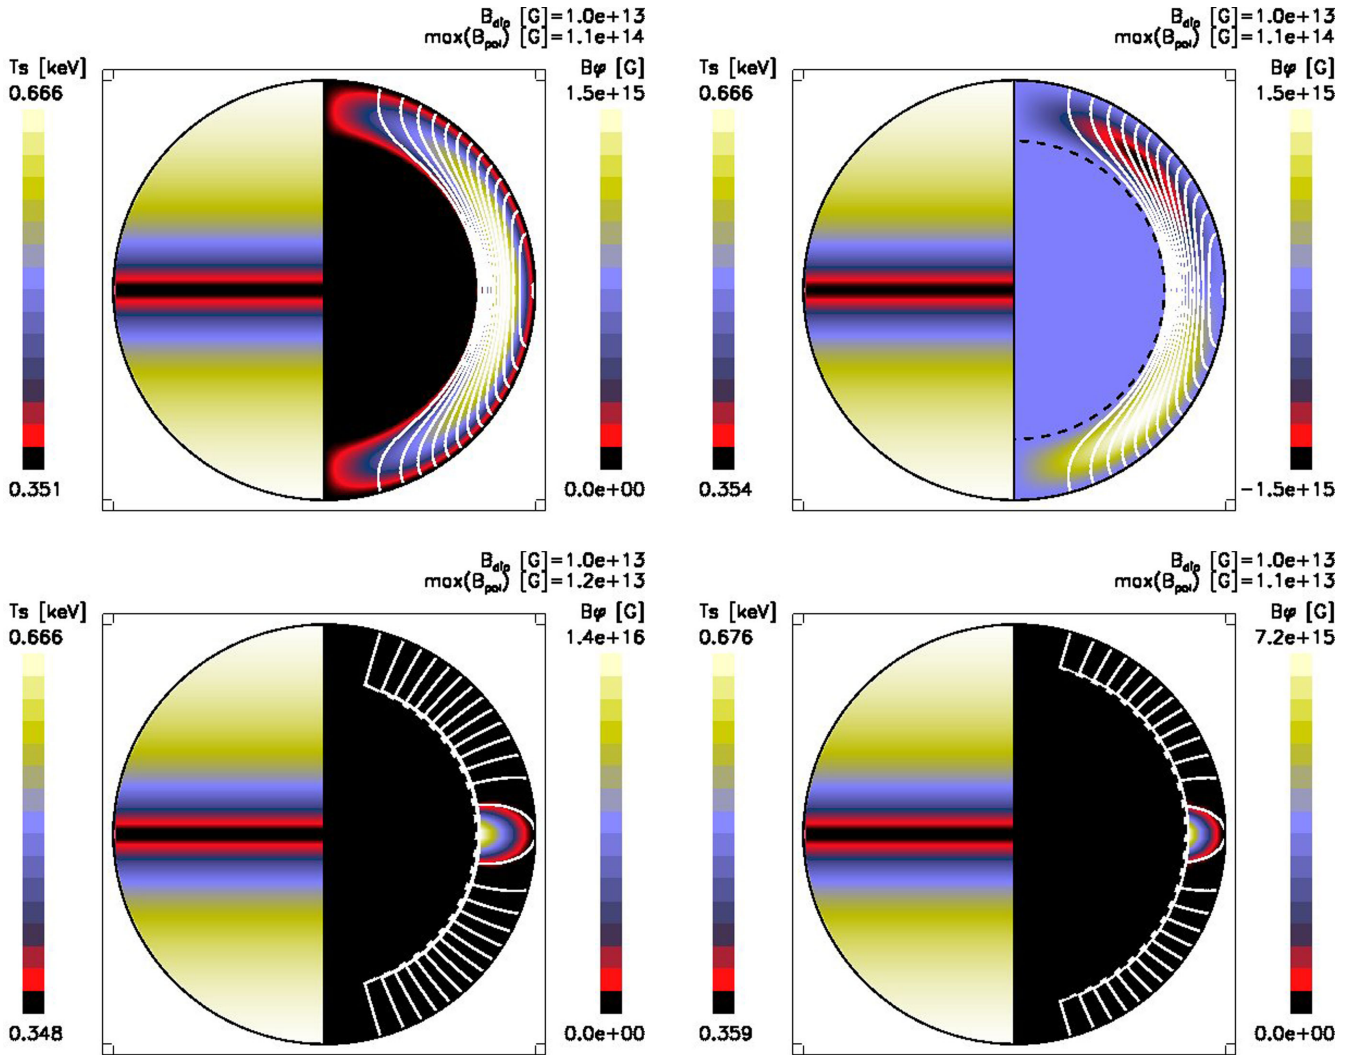 B_dip [G]=1.0e+13
max(B_pol) [G]=1.1e+14
Ts [keV]
Bφ [G]
0.666
1.5e+15
0.351
0.0e+00
B_dip [G]=1.0e+13
max(B_pol) [G]=1.1e+14
Ts [keV]
Bφ [G]
0.666
1.5e+15
0.354
-1.5e+15
B_dip [G]=1.0e+13
max(B_pol) [G]=1.2e+13
Ts [keV]
Bφ [G]
0.666
1.4e+16
0.348
0.0e+00
B_dip [G]=1.0e+13
max(B_pol) [G]=1.1e+13
Ts [keV]
Bφ [G]
0.676
7.2e+15
0.359
0.0e+00